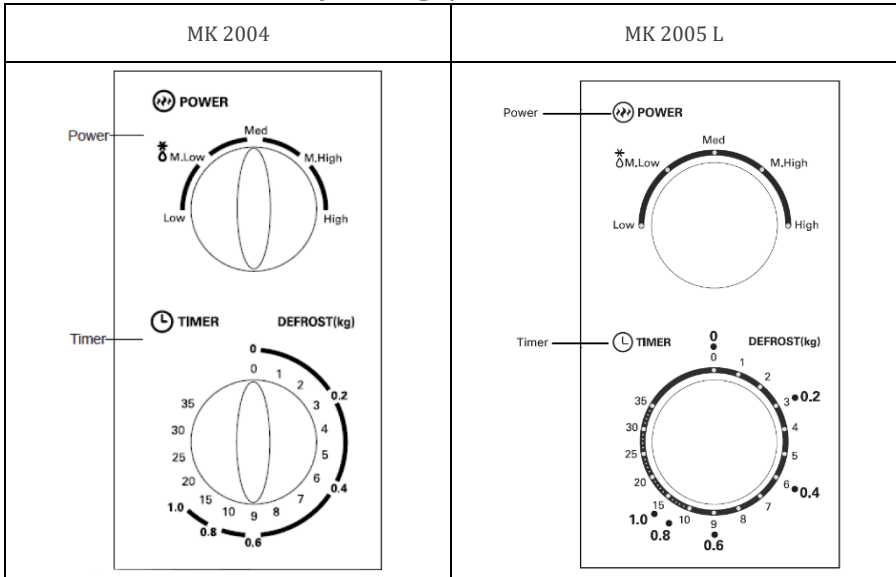 MK 2004
POWER
Power
Med
M.Low
M.High
Low
High
TIMER
DEFROST(kg)
Timer
0
0
1
2
0.2
3
4
5
0.4
6
7
8
9
0.6
10
0.8
15
1.0
20
25
30
35
MK 2005 L
Power
POWER
Med
M.Low
M.High
Low
High
Timer
TIMER
DEFROST(kg)
0
0
1
2
3
0.2
4
5
6
0.4
7
8
9
0.6
10
0.8
15
1.0
20
25
30
35